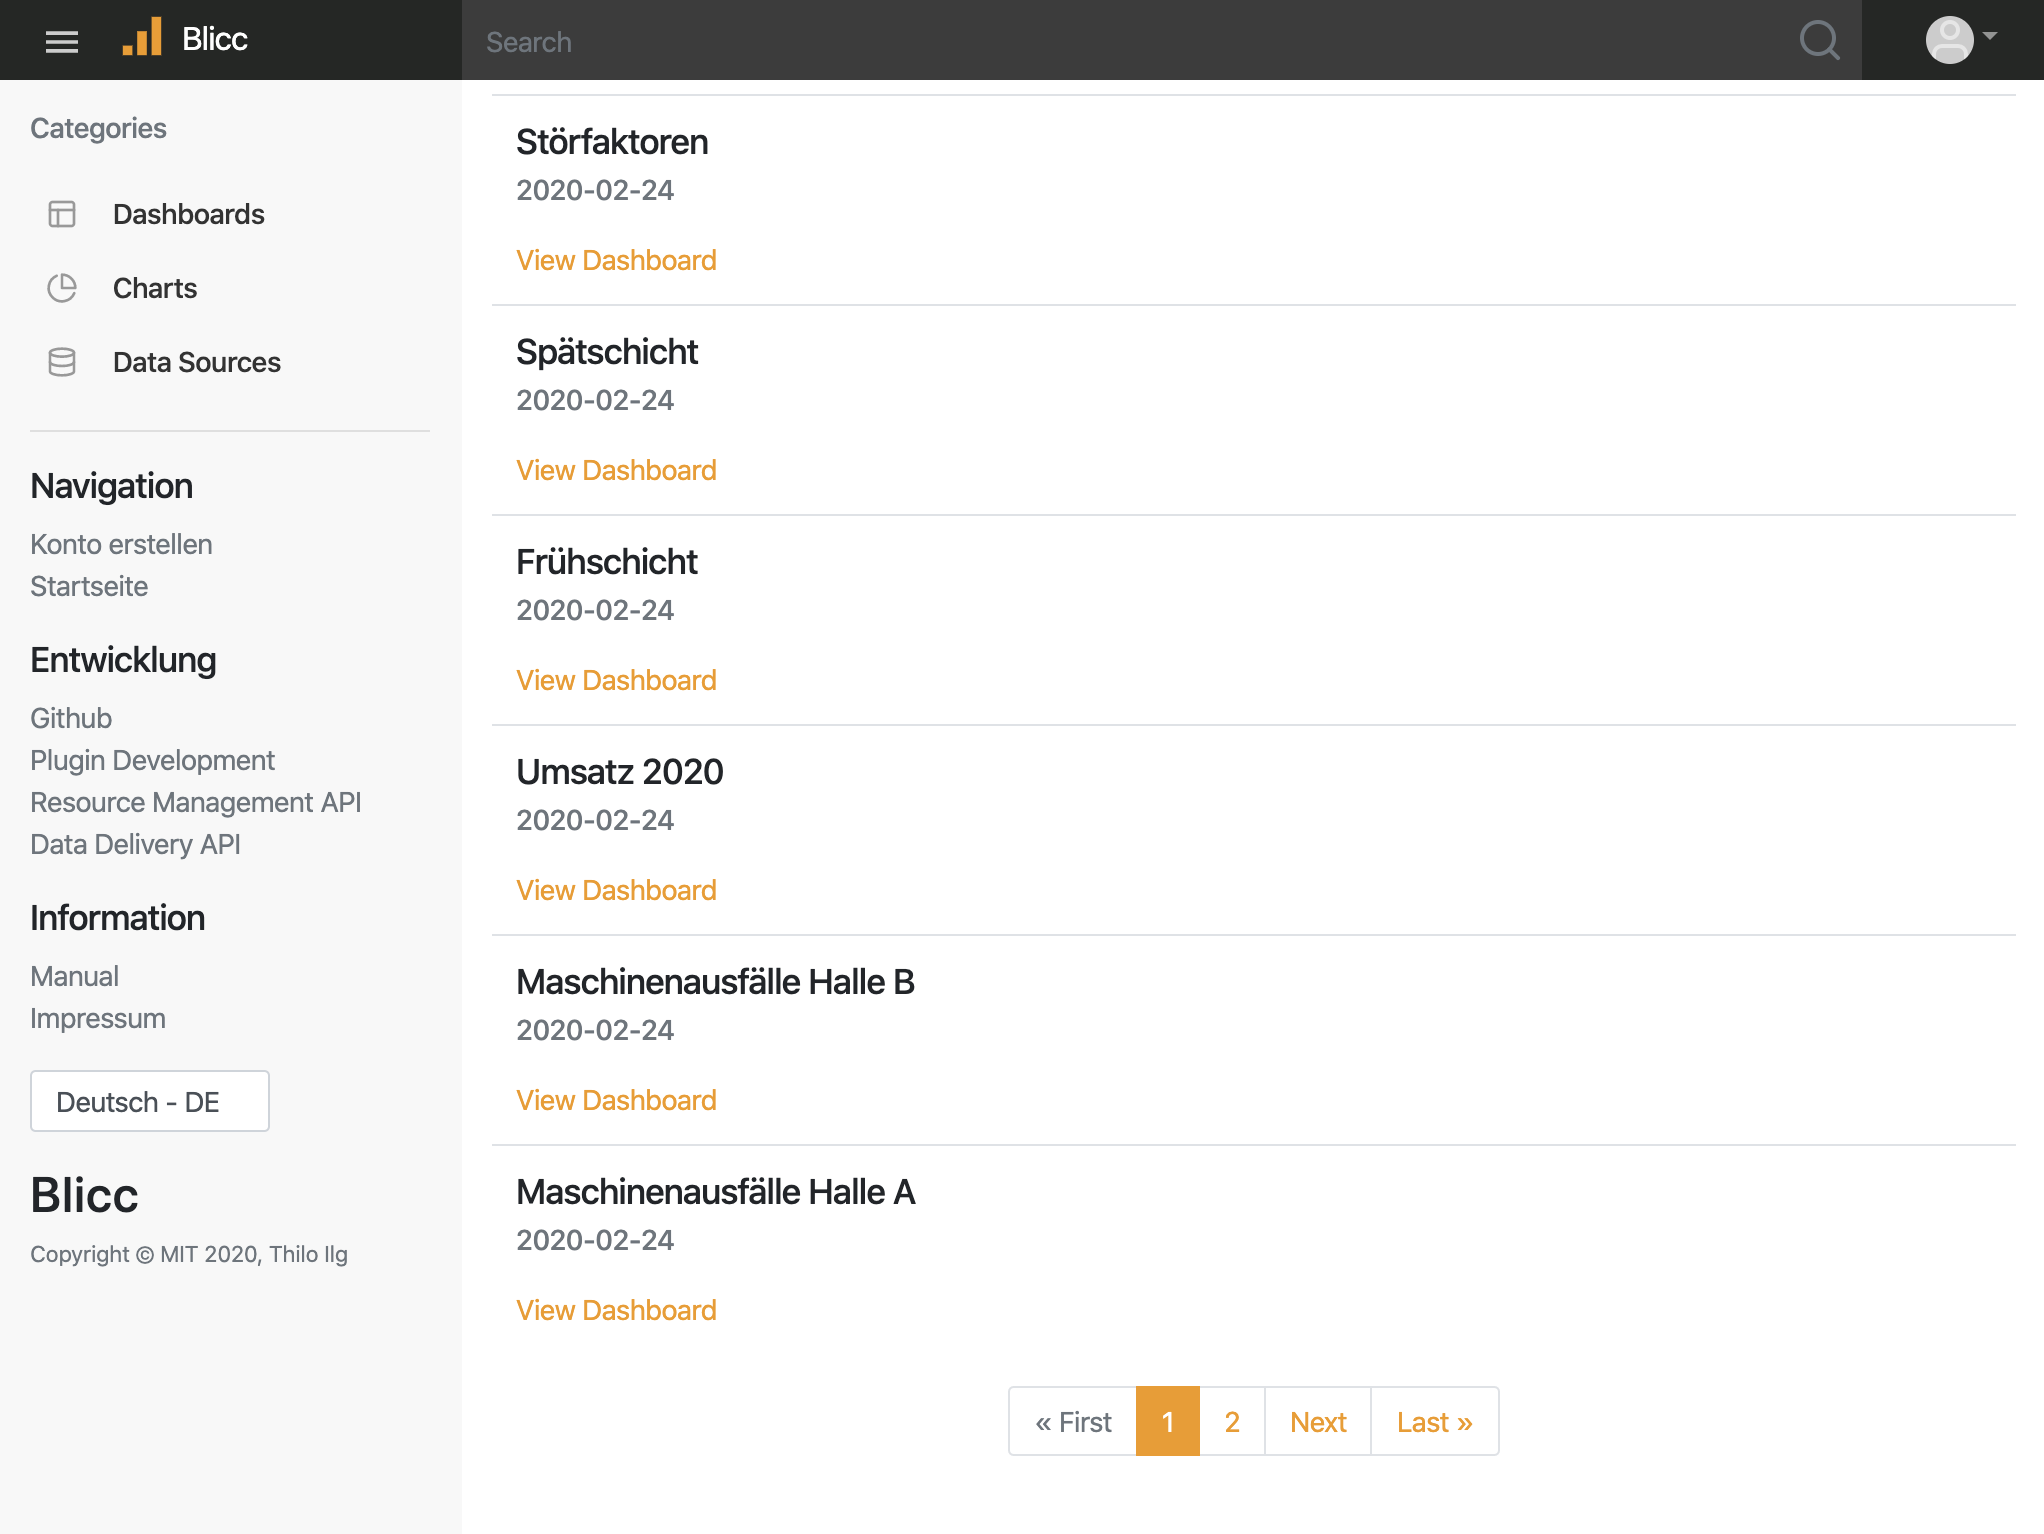 Blicc
Search
Categories
Dashboards
Charts
Data Sources
Navigation
Konto erstellen
Startseite
Entwicklung
Github
Plugin Development
Resource Management API
Data Delivery API
Information
Manual
Impressum
Deutsch - DE
Blicc
Copyright © MIT 2020, Thilo Ilg
Störfaktoren
2020-02-24
View Dashboard
Spätschicht
2020-02-24
View Dashboard
Frühschicht
2020-02-24
View Dashboard
Umsatz 2020
2020-02-24
View Dashboard
Maschinenausfälle Halle B
2020-02-24
View Dashboard
Maschinenausfälle Halle A
2020-02-24
View Dashboard
« First 1 2 Next Last »